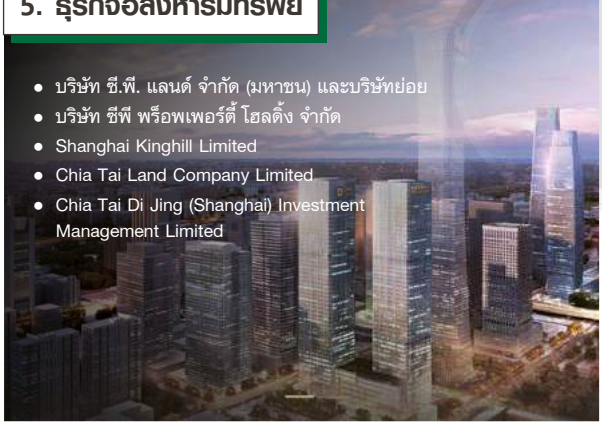 5. ธุรกิจอสังหาริมทรัพย์
● บริษัท ซี.พี. แลนด์ จำกัด (มหาชน) และบริษัทย่อย
● บริษัท ซีพี พร็อพเพอร์ตี้ โฮลดิ้ง จำกัด
● Shanghai Kinghill Limited
● Chia Tai Land Company Limited
● Chia Tai Di Jing (Shanghai) Investment
Management Limited